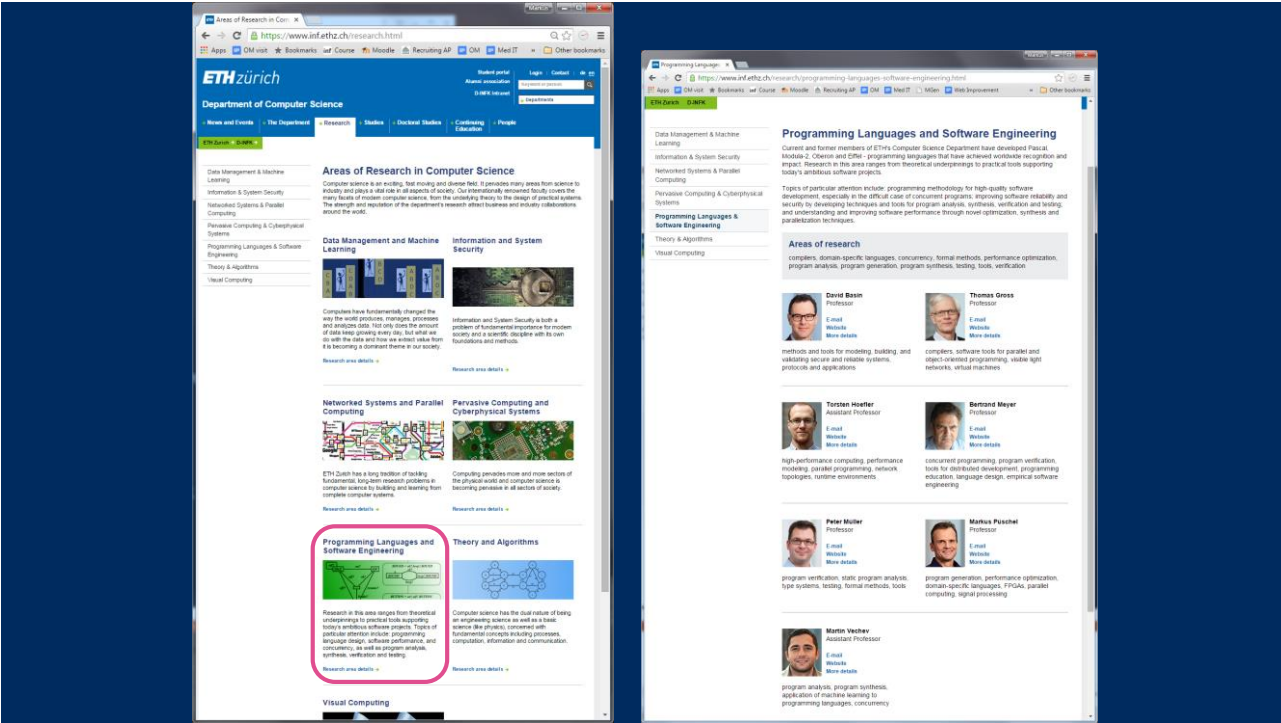 Markus
Areas of Research in Com
https://www.inf.ethz.ch/research.html
Apps OM visit Bookmarks Course Moodle Recruiting AP OM Med IT » Other bookmarks
ETH zürich
Student portal
Alumni association
D-INFK Intranet
Login Contact de en
Keyword or person
Departments
Department of Computer Science
News and Events The Department Research Studies Doctoral Studies Continuing Education People
ETH Zurich D-INFK
Data Management & Machine
Learning
Information & System Security
Networked Systems & Parallel
Computing
Pervasive Computing & Cyberphysical
Systems
Programming Languages & Software
Engineering
Theory & Algorithms
Visual Computing
Areas of Research in Computer Science
Computer science is an exciting, fast moving and diverse field. It pervades many areas from science to
industry and plays a vital role in all aspects of society. Our internationally renowned faculty covers the
many facets of modern computer science, from the underlying theory to the design of practical systems.
The strength and reputation of the department's research attract business and industry collaborations
around the world.
Data Management and Machine
Learning
Computers have fundamentally changed the
way the world produces, manages, processes
and analyzes data. Not only does the amount
of data keep growing every day, but what we
do with the data and how we extract value from
it is becoming a dominant theme in our society.
Research area details
Information and System
Security
Information and System Security is both a
problem of fundamental importance for modern
society and a scientific discipline with its own
foundations and methods.
Research area details
Networked Systems and Parallel
Computing
ETH Zurich has a long tradition of tackling
fundamental, long-term research problems in
computer science by building and learning from
complete computer systems.
Research area details
Pervasive Computing and
Cyberphysical Systems
Computing pervades more and more sectors of
the physical world and computer science is
becoming pervasive in all sectors of society.
Research area details
Programming Languages and
Software Engineering
Research in this area ranges from theoretical
underpinnings to practical tools supporting
today's ambitious software projects. Topics of
particular attention include: programming
language design, software performance, and
concurrency, as well as program analysis,
synthesis, verification and testing.
Research area details
Theory and Algorithms
Computer science has the dual nature of being
an engineering science as well as a basic
science (like physics), concerned with
fundamental concepts including processes,
computation, information and communication.
Research area details
Visual Computing
Markus
Programming Languages
https://www.inf.ethz.ch/research/programming-languages-software-engineering.html
Apps OM visit Bookmarks Course Moodle Recruiting AP OM Med IT MGen Web Improvement » Other bookmarks
ETH Zurich D-INFK
Data Management & Machine
Learning
Information & System Security
Networked Systems & Parallel
Computing
Pervasive Computing & Cyberphysical
Systems
Programming Languages &
Software Engineering
Theory & Algorithms
Visual Computing
Programming Languages and Software Engineering
Current and former members of ETH's Computer Science Department have developed Pascal,
Modula-2, Oberon and Eiffel - programming languages that have achieved worldwide recognition and
impact. Research in this area ranges from theoretical underpinnings to practical tools supporting
today's ambitious software projects.
Topics of particular attention include: programming methodology for high-quality software
development, especially in the difficult case of concurrent programs; improving software reliability and
security by developing techniques and tools for program analysis, synthesis, verification and testing;
and understanding and improving software performance through novel optimization, synthesis and
parallelization techniques.
Areas of research
compilers, domain-specific languages, concurrency, formal methods, performance optimization,
program analysis, program generation, program synthesis, testing, tools, verification
David Basin
Professor
E-mail
Website
More details
methods and tools for modeling, building, and
validating secure and reliable systems,
protocols and applications
Thomas Gross
Professor
E-mail
Website
More details
compilers, software tools for parallel and
object-oriented programming, visible light
networks, virtual machines
Torsten Hoefler
Assistant Professor
E-mail
Website
More details
high-performance computing, performance
modeling, parallel programming, network
topologies, runtime environments
Bertrand Meyer
Professor
E-mail
Website
More details
concurrent programming, program verification,
tools for distributed development, programming
education, language design, empirical software
engineering
Peter Müller
Professor
E-mail
Website
More details
program verification, static program analysis,
type systems, testing, formal methods, tools
Markus Püschel
Professor
E-mail
Website
More details
program generation, performance optimization,
domain-specific languages, FPGAs, parallel
computing, signal processing
Martin Vechev
Assistant Professor
E-mail
Website
More details
program analysis, program synthesis,
application of machine learning to
programming languages, concurrency